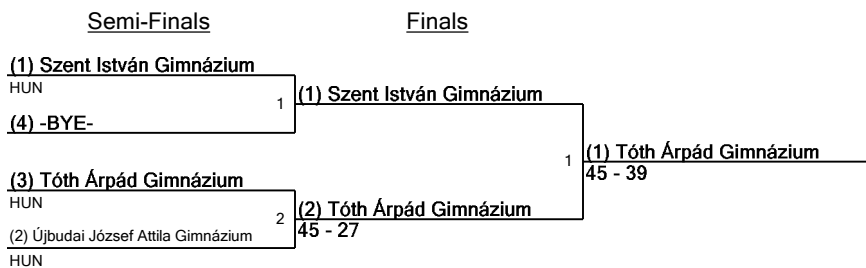 Semi-Finals
Finals
(1) Szent István Gimnázium
HUN
1
(1) Szent István Gimnázium
(4) -BYE-
1
(1) Tóth Árpád Gimnázium
45 - 39
(3) Tóth Árpád Gimnázium
HUN
2
(2) Tóth Árpád Gimnázium
45 - 27
(2) Újbudai József Attila Gimnázium
HUN